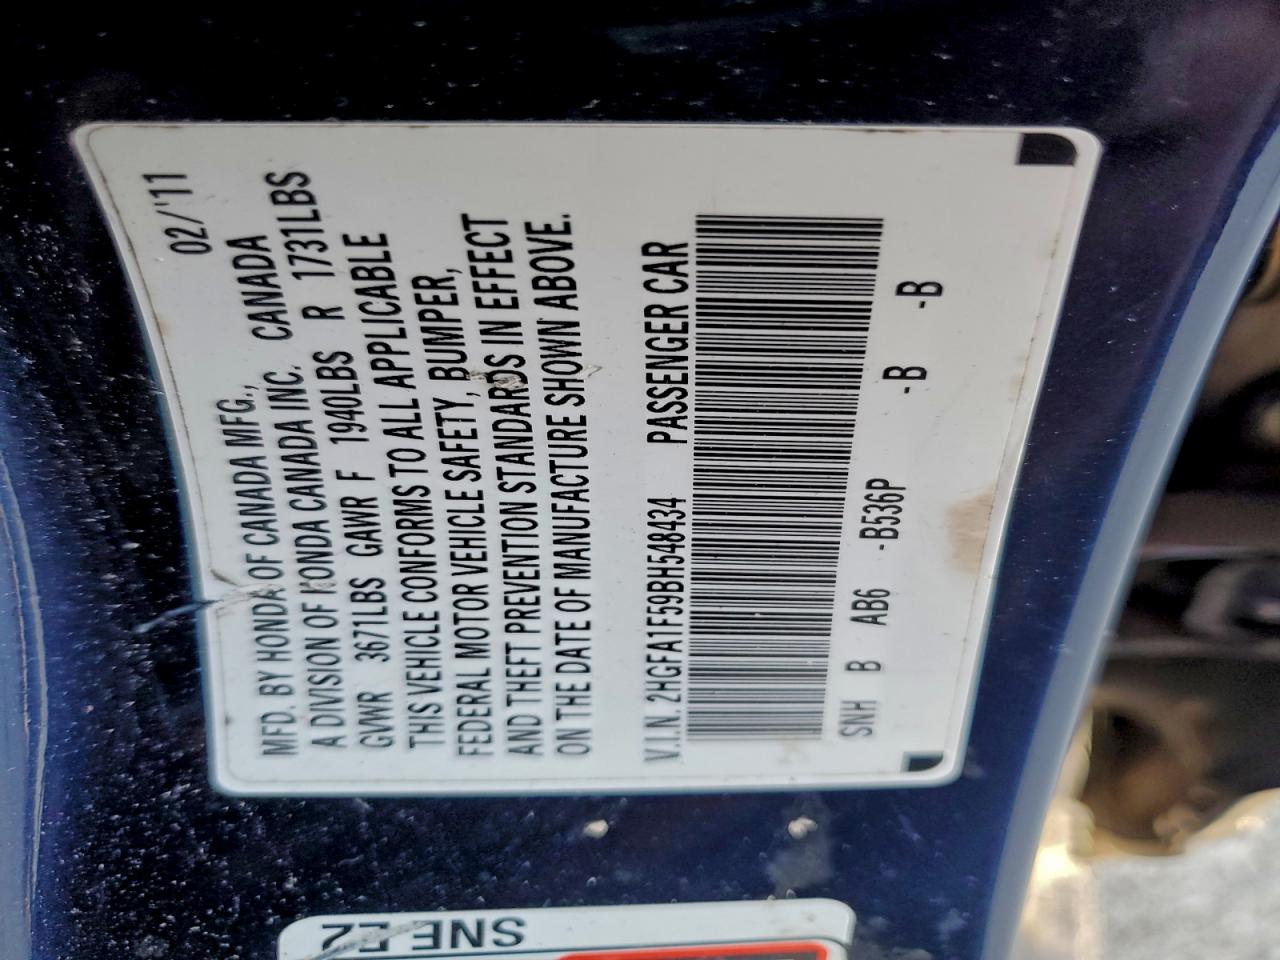 02/'11
MFD. BY HONDA OF CANADA MFG.,
A DIVISION OF HONDA CANADA INC. CANADA
GVWR 3671LBS GAWR F 1940LBS R 1731LBS
THIS VEHICLE CONFORMS TO ALL APPLICABLE
FEDERAL MOTOR VEHICLE SAFETY, BUMPER,
AND THEFT PREVENTION STANDARDS IN EFFECT
ON THE DATE OF MANUFACTURE SHOWN ABOVE.
V.I.N. 2HGFA1F59BH548434 PASSENGER CAR
SNH B AB6 -B536P -B -B